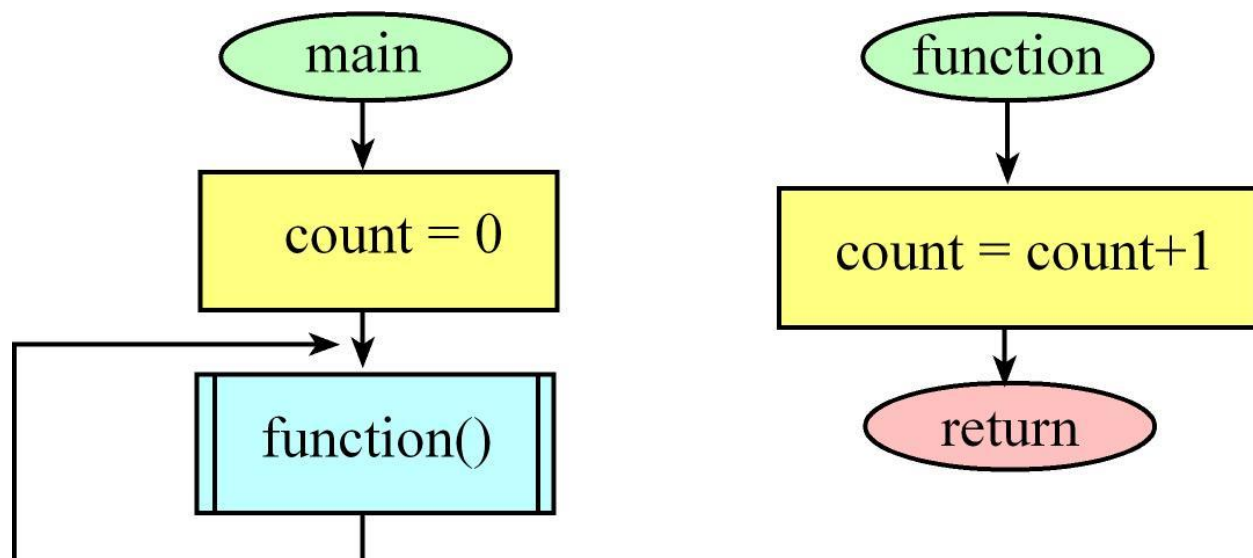 main
count = 0
function()
function
count = count+1
return